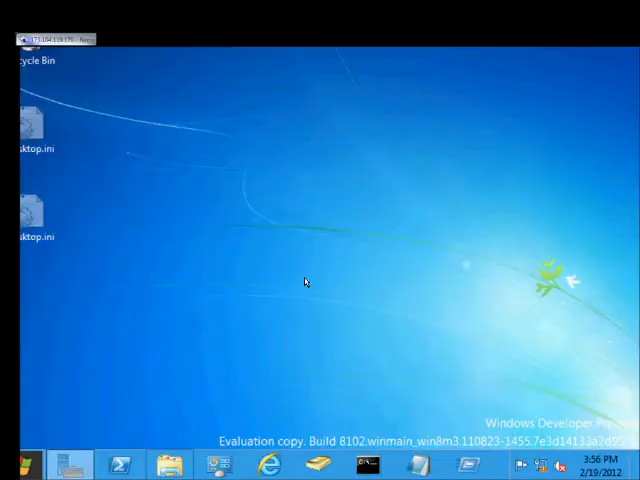 cycle Bin
sktop.ini
sktop.ini
Windows Developer
Evaluation copy. Build 8102.winmain_win8m3.110823-1455.7e3d14133a2d95
3:56 PM
2/19/2012